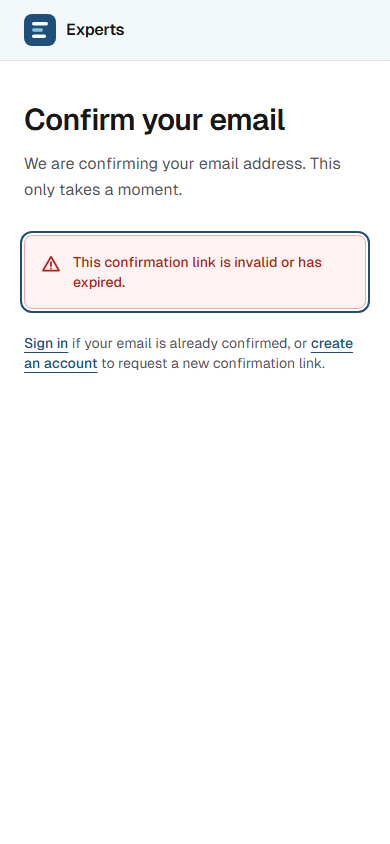 Experts
Confirm your email
We are confirming your email address. This
only takes a moment.
This confirmation link is invalid or has
expired.
Sign in if your email is already confirmed, or create
an account to request a new confirmation link.